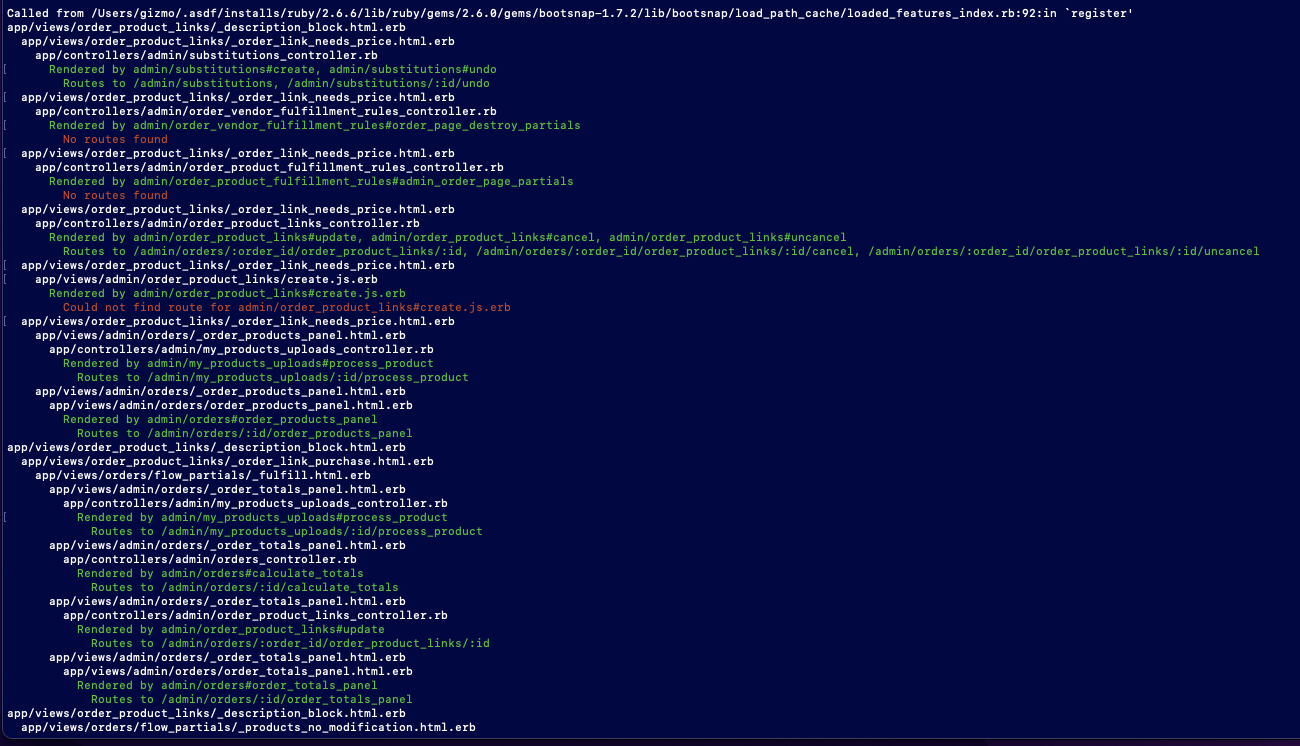 Called from /Users/gizmo/.asdf/installs/ruby/2.6.6/lib/ruby/gems/2.6.0/gems/bootsnap-1.7.2/lib/bootsnap/load_path_cache/loaded_features_index.rb:92:in `register'
app/views/order_product_links/_description_block.html.erb
app/views/order_product_links/_order_link_needs_price.html.erb
app/controllers/admin/substitutions_controller.rb
[ Rendered by admin/substitutions#create, admin/substitutions#undo
Routes to /admin/substitutions, /admin/substitutions/:id/undo
[ app/views/order_product_links/_order_link_needs_price.html.erb
app/controllers/admin/order_vendor_fulfillment_rules_controller.rb
[ Rendered by admin/order_vendor_fulfillment_rules#order_page_destroy_partials
No routes found
[ app/views/order_product_links/_order_link_needs_price.html.erb
app/controllers/admin/order_product_fulfillment_rules_controller.rb
Rendered by admin/order_product_fulfillment_rules#admin_order_page_partials
No routes found
app/views/order_product_links/_order_link_needs_price.html.erb
app/controllers/admin/order_product_links_controller.rb
Rendered by admin/order_product_links#update, admin/order_product_links#cancel, admin/order_product_links#uncancel
Routes to /admin/orders/:order_id/order_product_links/:id, /admin/orders/:order_id/order_product_links/:id/cancel, /admin/orders/:order_id/order_product_links/:id/uncancel
[ app/views/order_product_links/_order_link_needs_price.html.erb
[ app/views/admin/order_product_links/create.js.erb
Rendered by admin/order_product_links#create.js.erb
Could not find route for admin/order_product_links#create.js.erb
[ app/views/order_product_links/_order_link_needs_price.html.erb
app/views/admin/orders/_order_products_panel.html.erb
app/controllers/admin/my_products_uploads_controller.rb
Rendered by admin/my_products_uploads#process_product
Routes to /admin/my_products_uploads/:id/process_product
app/views/admin/orders/_order_products_panel.html.erb
app/views/admin/orders/order_products_panel.html.erb
Rendered by admin/orders#order_products_panel
Routes to /admin/orders/:id/order_products_panel
app/views/order_product_links/_description_block.html.erb
app/views/order_product_links/_order_link_purchase.html.erb
app/views/orders/flow_partials/_fulfill.html.erb
app/views/admin/orders/_order_totals_panel.html.erb
app/controllers/admin/my_products_uploads_controller.rb
[ Rendered by admin/my_products_uploads#process_product
Routes to /admin/my_products_uploads/:id/process_product
app/views/admin/orders/_order_totals_panel.html.erb
app/controllers/admin/orders_controller.rb
Rendered by admin/orders#calculate_totals
Routes to /admin/orders/:id/calculate_totals
app/views/admin/orders/_order_totals_panel.html.erb
app/controllers/admin/order_product_links_controller.rb
Rendered by admin/order_product_links#update
Routes to /admin/orders/:order_id/order_product_links/:id
app/views/admin/orders/_order_totals_panel.html.erb
app/views/admin/orders/order_totals_panel.html.erb
Rendered by admin/orders#order_totals_panel
Routes to /admin/orders/:id/order_totals_panel
app/views/order_product_links/_description_block.html.erb
app/views/orders/flow_partials/_products_no_modification.html.erb